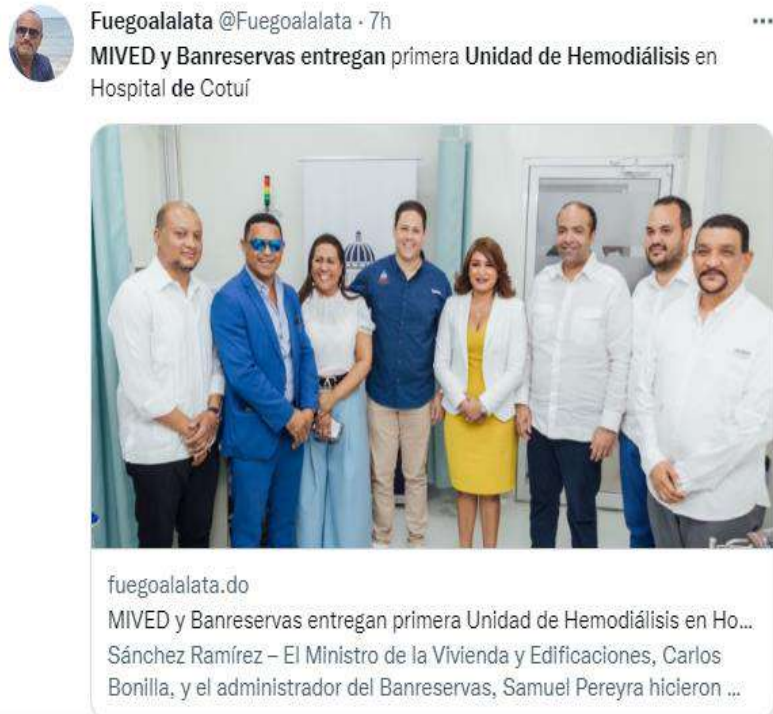 Fuegoalalata @Fuegoalalata · 7h
MIVED y Banreservas entregan primera Unidad de Hemodiálisis en
Hospital de Cotuí
fuegoalalata.do
MIVED y Banreservas entregan primera Unidad de Hemodiálisis en Ho...
Sánchez Ramírez – El Ministro de la Vivienda y Edificaciones, Carlos
Bonilla, y el administrador del Banreservas, Samuel Pereyra hicieron ...